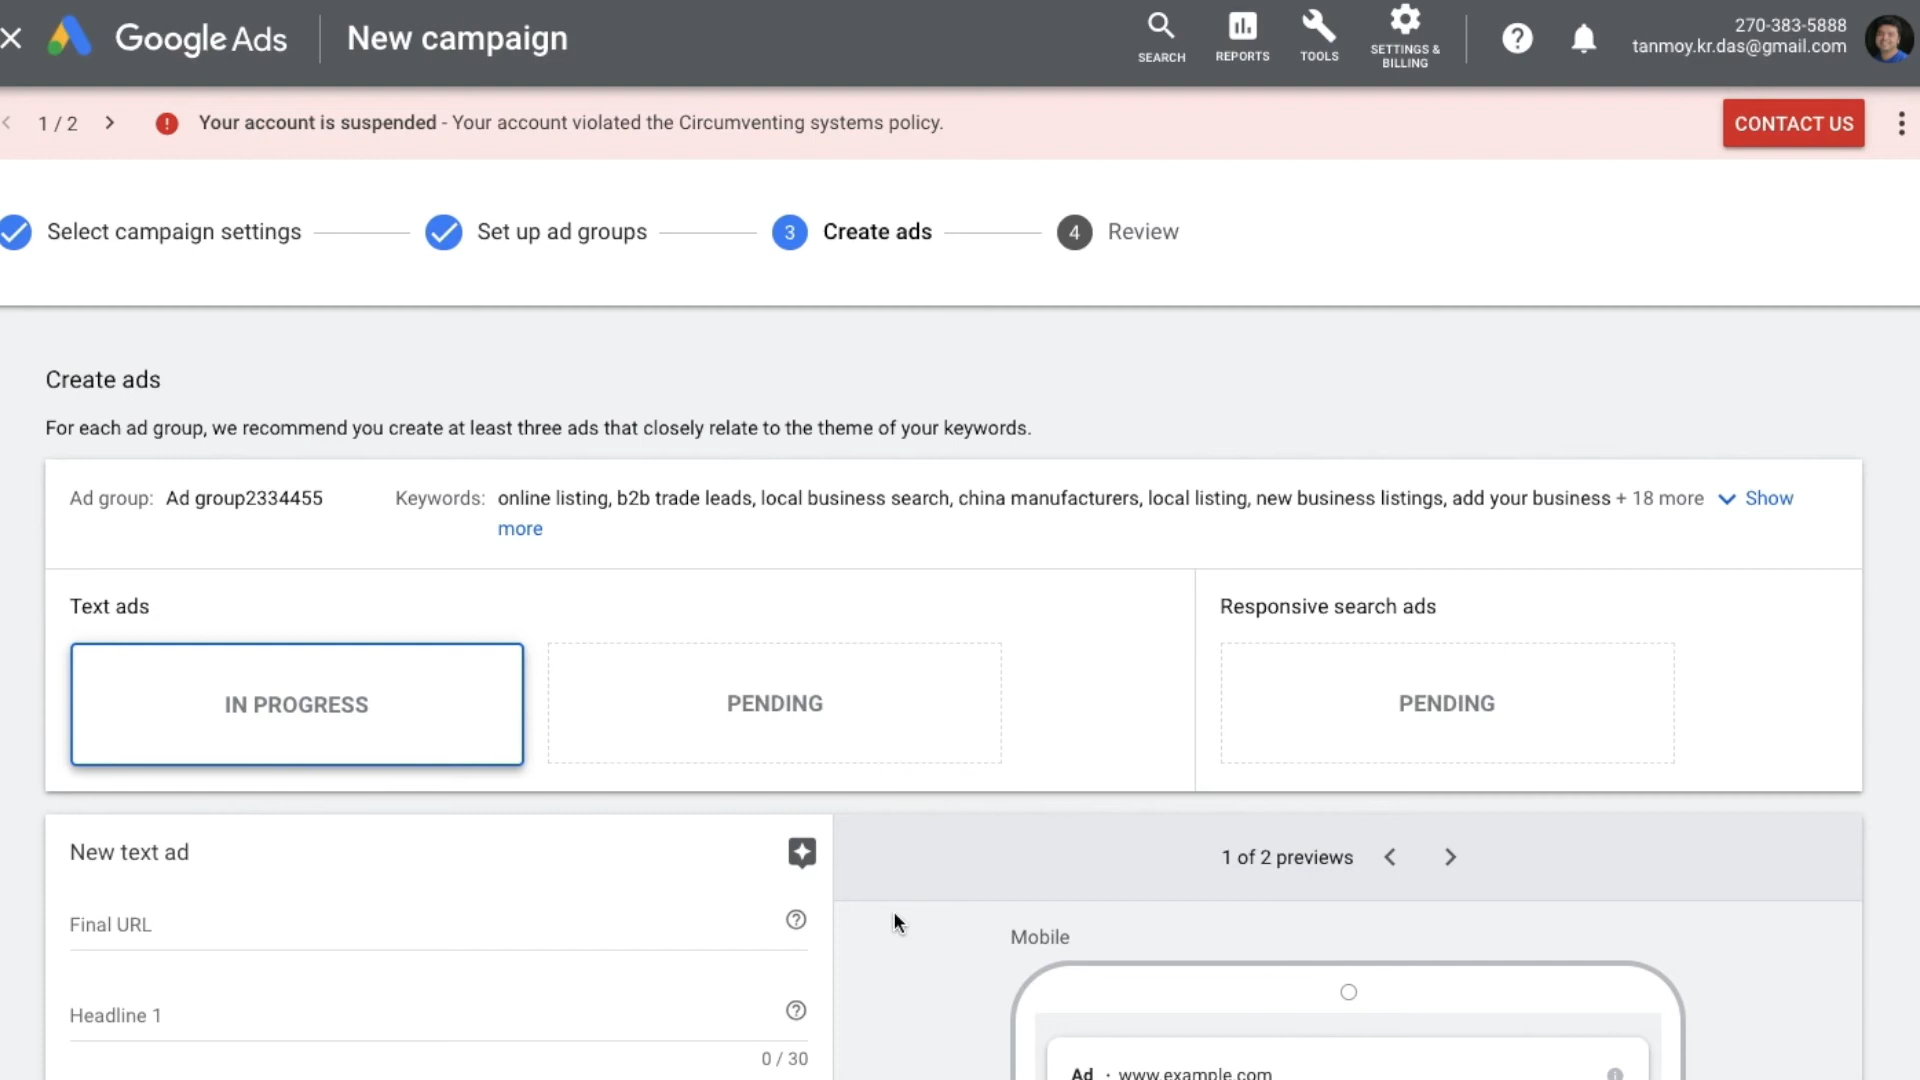 Google Ads
New campaign
SEARCH
REPORTS
TOOLS
SETTINGS &
BILLING
270-383-5888
tanmoy.kr.das@gmail.com
1 / 2
Your account is suspended - Your account violated the Circumventing systems policy.
CONTACT US
Select campaign settings
Set up ad groups
3
Create ads
4
Review
Create ads
For each ad group, we recommend you create at least three ads that closely relate to the theme of your keywords.
Ad group: Ad group2334455
Keywords: online listing, b2b trade leads, local business search, china manufacturers, local listing, new business listings, add your business + 18 more Show
more
Text ads
Responsive search ads
IN PROGRESS
PENDING
PENDING
New text ad
1 of 2 previews
Final URL
Mobile
Headline 1
0 / 30
Ad · www.example.com